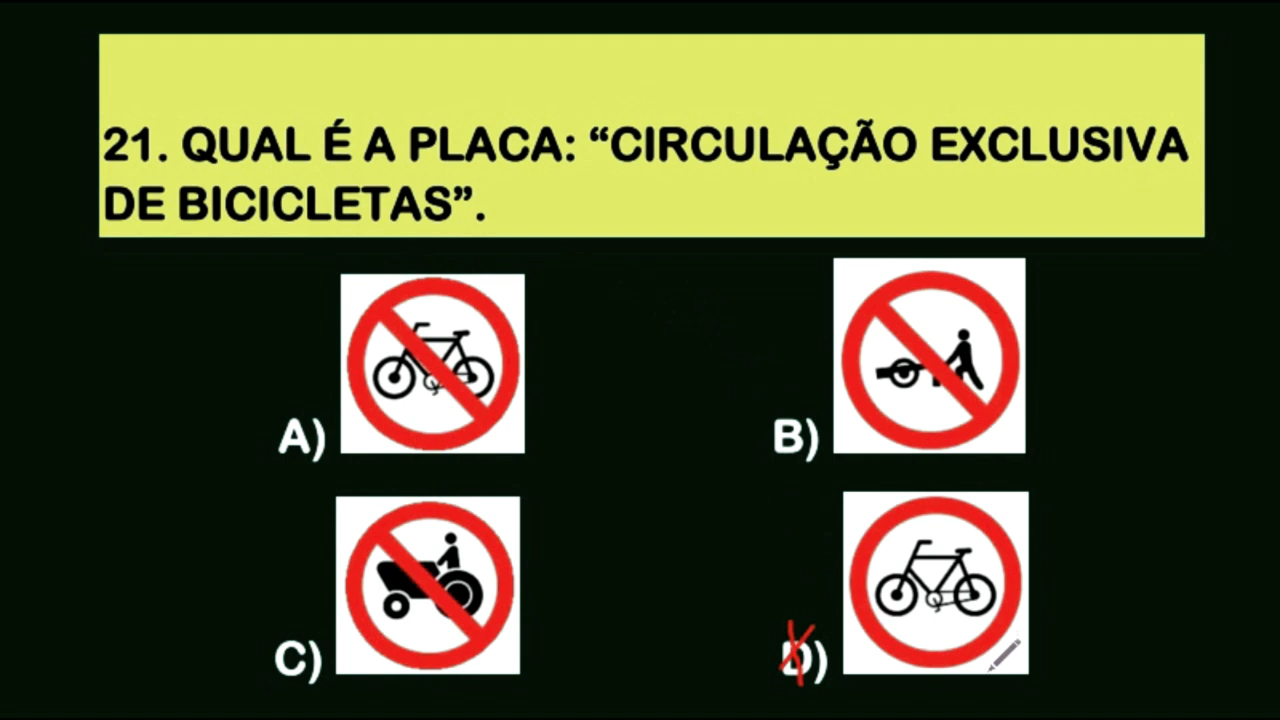 21. QUAL É A PLACA: “CIRCULAÇÃO EXCLUSIVA
DE BICICLETAS”.
A)
B)
C)
D)